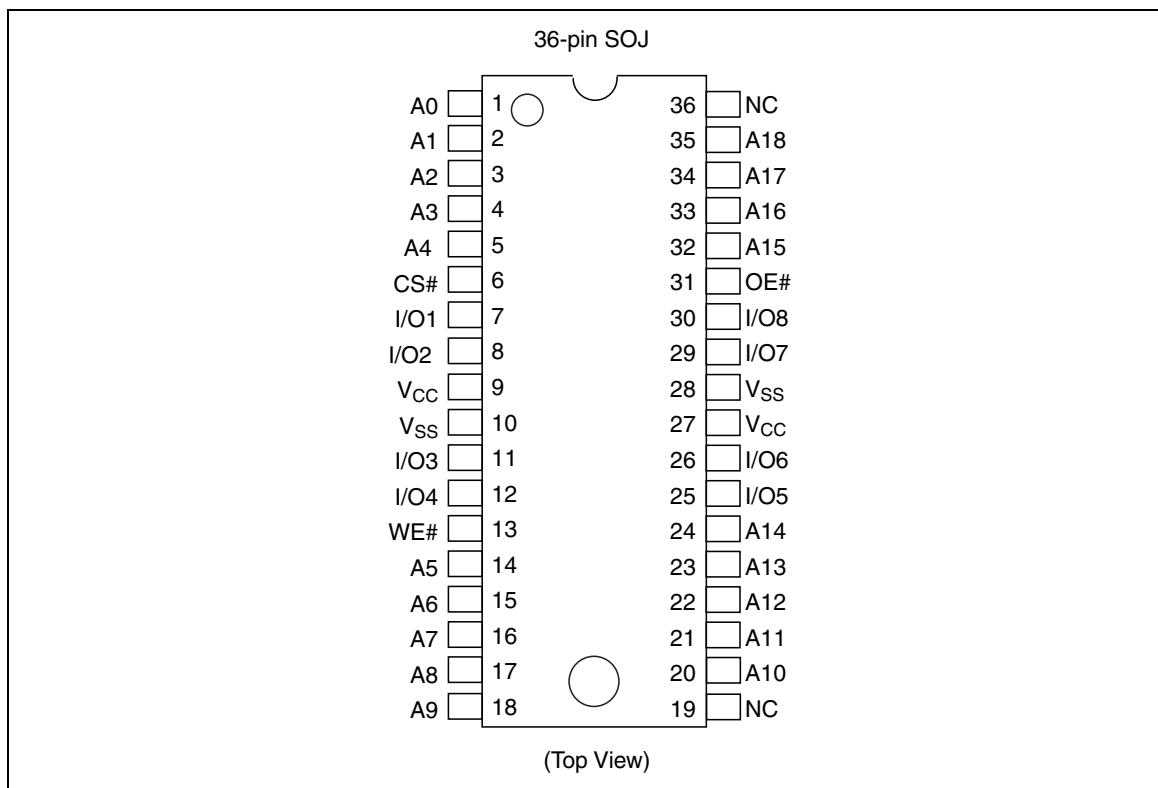 36-pin SOJ
A0 1 36 NC
A1 2 35 A18
A2 3 34 A17
A3 4 33 A16
A4 5 32 A15
CS# 6 31 OE#
I/O1 7 30 I/O8
I/O2 8 29 I/O7
VCC 9 28 VSS
VSS 10 27 VCC
I/O3 11 26 I/O6
I/O4 12 25 I/O5
WE# 13 24 A14
A5 14 23 A13
A6 15 22 A12
A7 16 21 A11
A8 17 20 A10
A9 18 19 NC
(Top View)